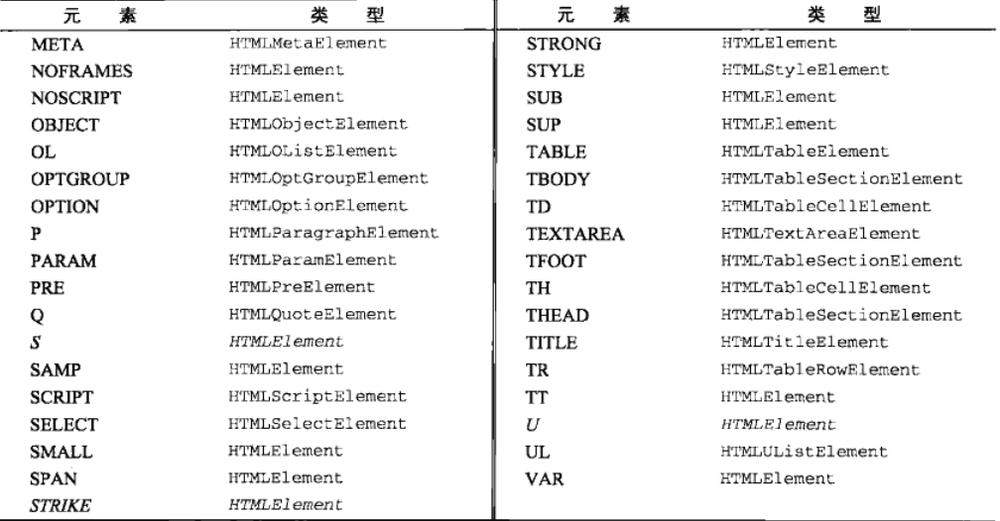 元 素 类 型
META HTMLMetaElement
NOFRAMES HTMLElement
NOSCRIPT HTMLElement
OBJECT HTMLObjectElement
OL HTMLOListElement
OPTGROUP HTMLOptGroupElement
OPTION HTMLOptionElement
P HTMLParagraphElement
PARAM HTMLParamElement
PRE HTMLPreElement
Q HTMLQuoteElement
S HTMLElement
SAMP HTMLElement
SCRIPT HTMLScriptElement
SELECT HTMLSelectElement
SMALL HTMLElement
SPAN HTMLElement
STRIKE HTMLElement
元 素 类 型
STRONG HTMLElement
STYLE HTMLStyleElement
SUB HTMLElement
SUP HTMLElement
TABLE HTMLTableElement
TBODY HTMLTableSectionElement
TD HTMLTableCellElement
TEXTAREA HTMLTextAreaElement
TFOOT HTMLTableSectionElement
TH HTMLTableCellElement
THEAD HTMLTableSectionElement
TITLE HTMLTitleElement
TR HTMLTableRowElement
TT HTMLElement
U HTMLElement
UL HTMLUListElement
VAR HTMLElement